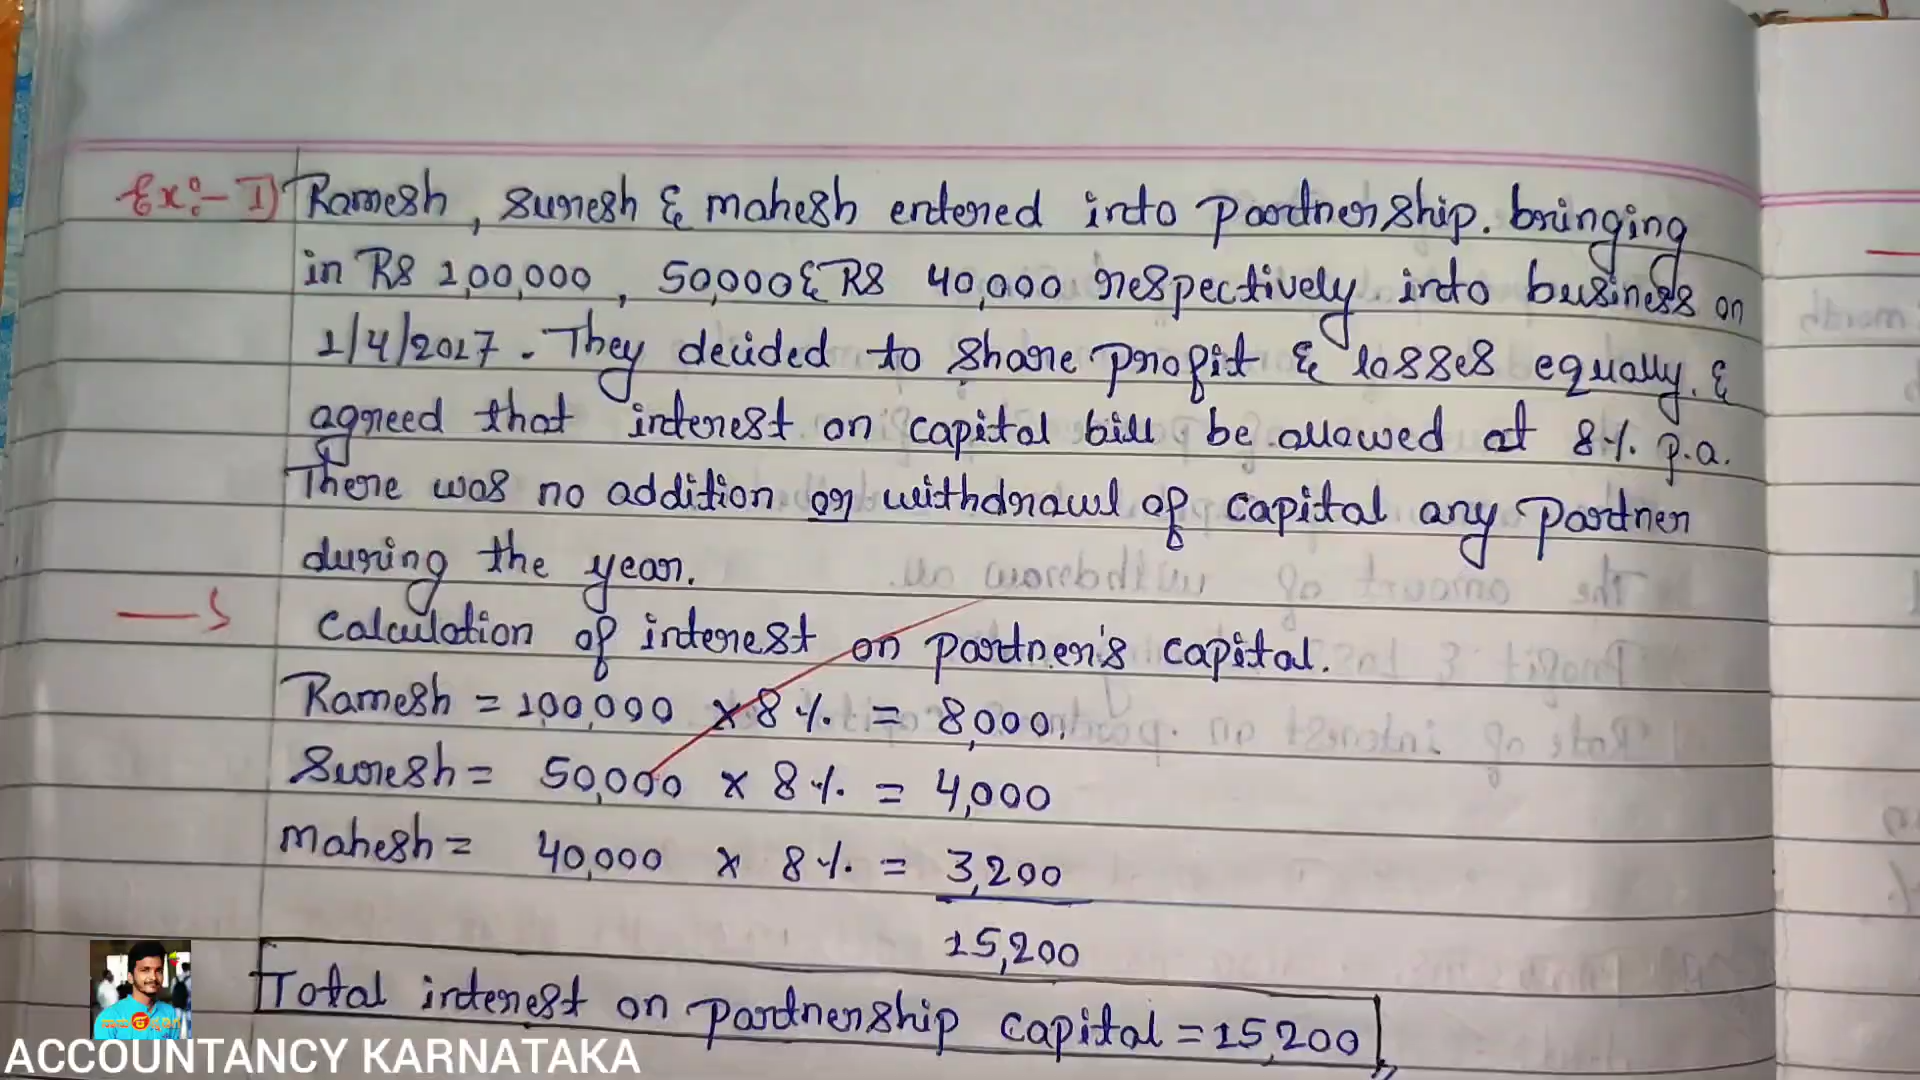 Ex:- 1) Ramesh, Suresh & mahesh entered into Partnership. bringing
in RS 1,00,000, 50,000 & RS 40,000 respectively. into business on
1/4/2017. They decided to share profit & losses equally. &
agreed that interest on capital bill be allowed at 8%. p.a.
There was no addition or withdrawl of capital any Partner
during the year.
Calculation of interest on partner's capital.
Ramesh = 1,00,000 × 8% = 8,000.
Suresh = 50,000 × 8% = 4,000
mahesh = 40,000 × 8% = 3,200
15,200
Total interest on partnership capital = 15,200
ACCOUNTANCY KARNATAKA